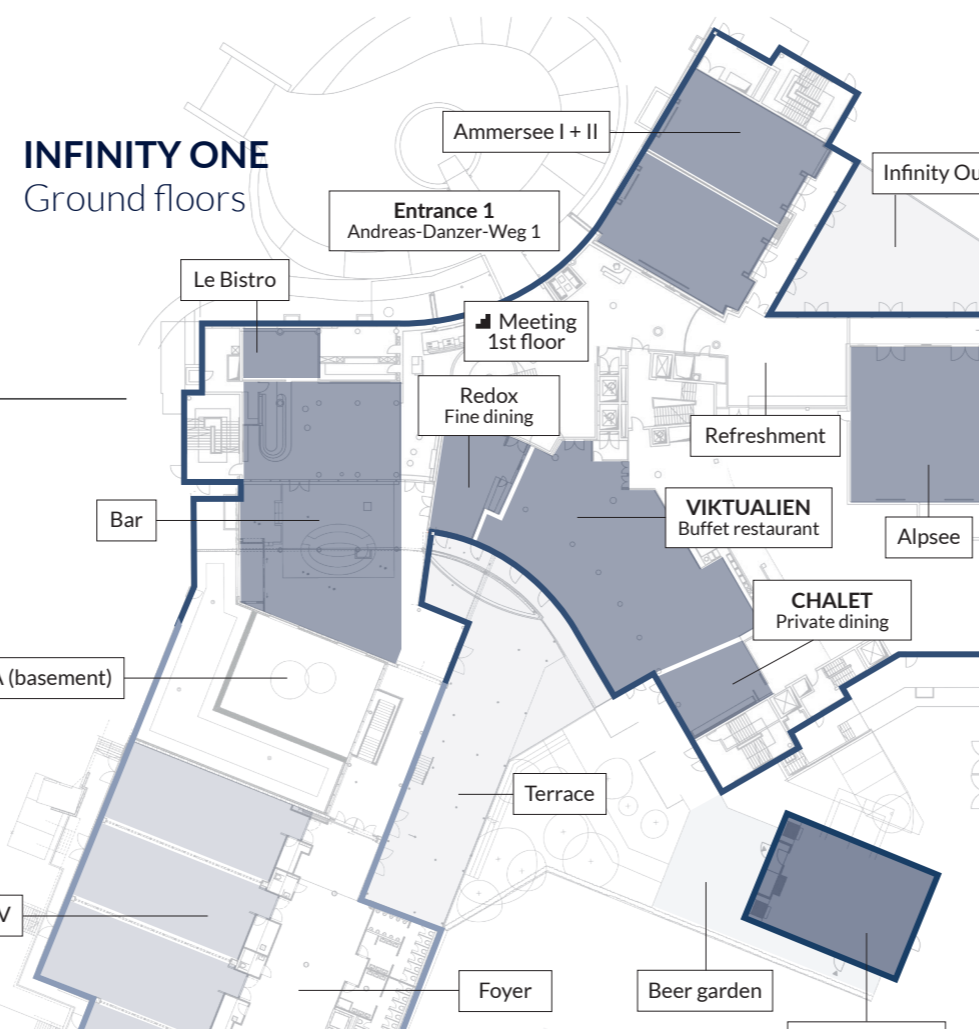 INFINITY ONE
Ground floors
Ammersee I + II
Infinity
Entrance 1
Andreas-Danzer-Weg 1
Le Bistro
Meeting
1st floor
Redox
Fine dining
Refreshment
Bar
VIKTUALIEN
Buffet restaurant
Alpsee
CHALET
Private dining
(basement)
Terrace
V
Foyer
Beer garden